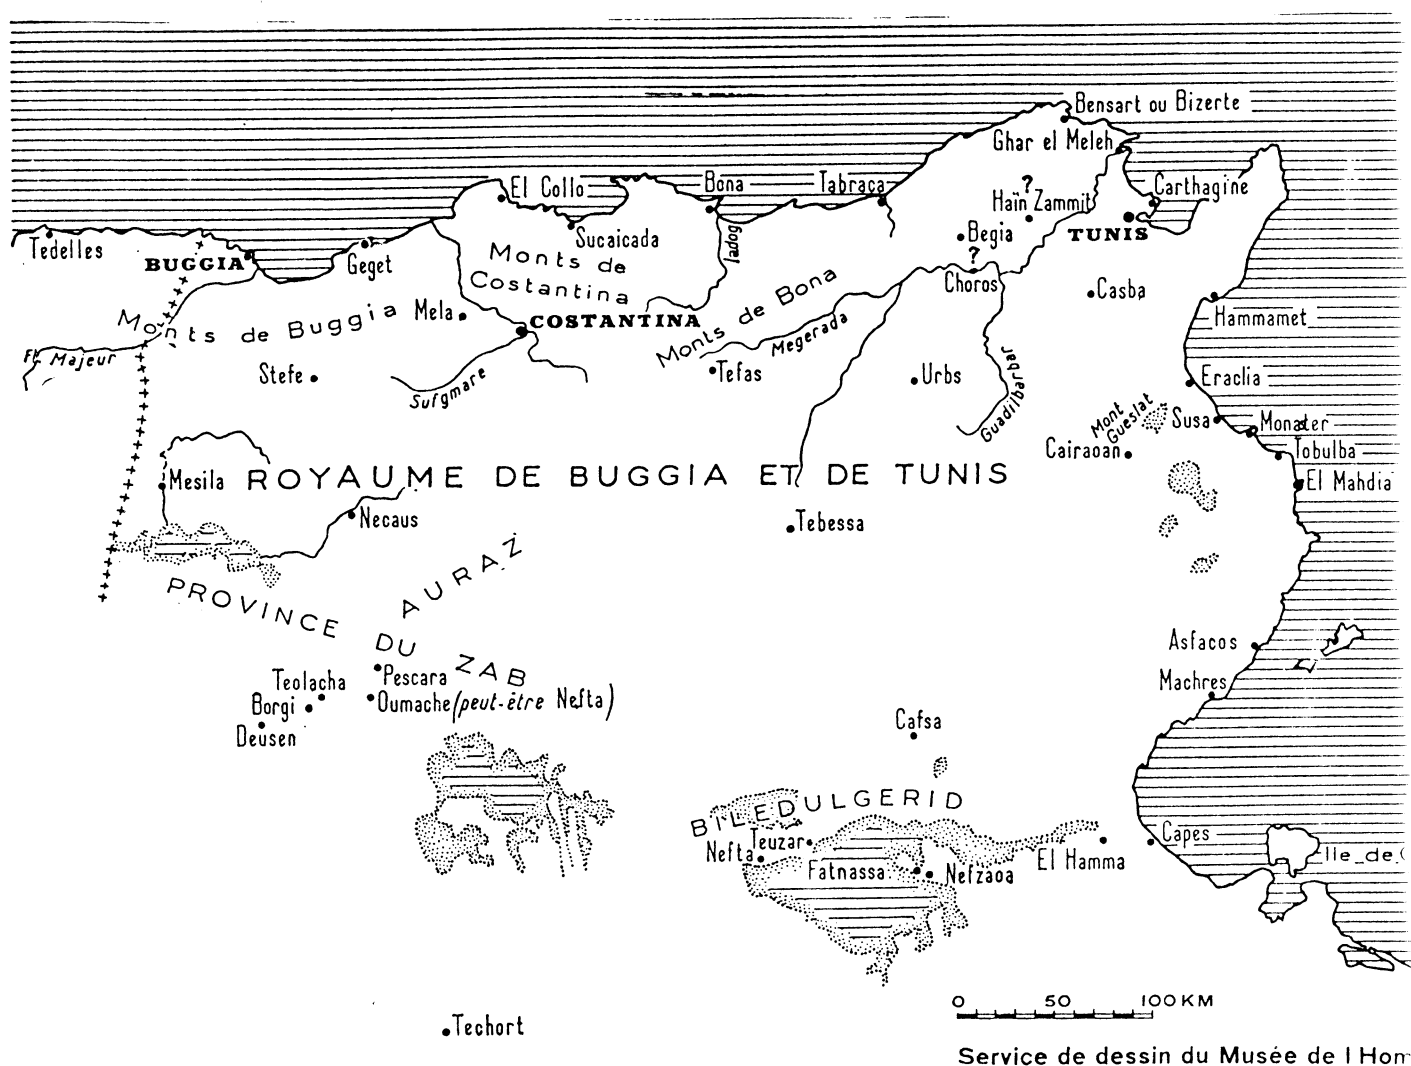 Bensart ou Bizerte
Ghar el Meleh
El Collo
Bona
Tabraca
?
Carthagine
Haïn Zammit
Tedelles
Sucaicada
Iadog
Begia
TUNIS
BUGGIA
Geget
Monts de
Costantina
?
Choros
Casba
Monts de Buggia
Mela
COSTANTINA
Monts de Bona
Hammamet
Fl. Majeur
Megerada
Stefe
Sufgmare
Tefas
Urbs
Guadilberbar
Eraclia
Mont
Gueslat
Susa
Monaster
Cairaoan
Tobulba
Mesila
ROYAUME DE BUGGIA ET DE TUNIS
El Mahdia
Necaus
Tebessa
AURAZ
PROVINCE DU ZAB
Asfacos
Pescara
Teolacha
Machres
Borgi
Oumache (peut-être Nefta)
Deusen
Cafsa
BILEDULGERID
Teuzar
Capes
Nefta
El Hamma
Ile de
Fatnassa
Nefzaoa
0 50 100 KM
Techort
Service de dessin du Musée de l Hom